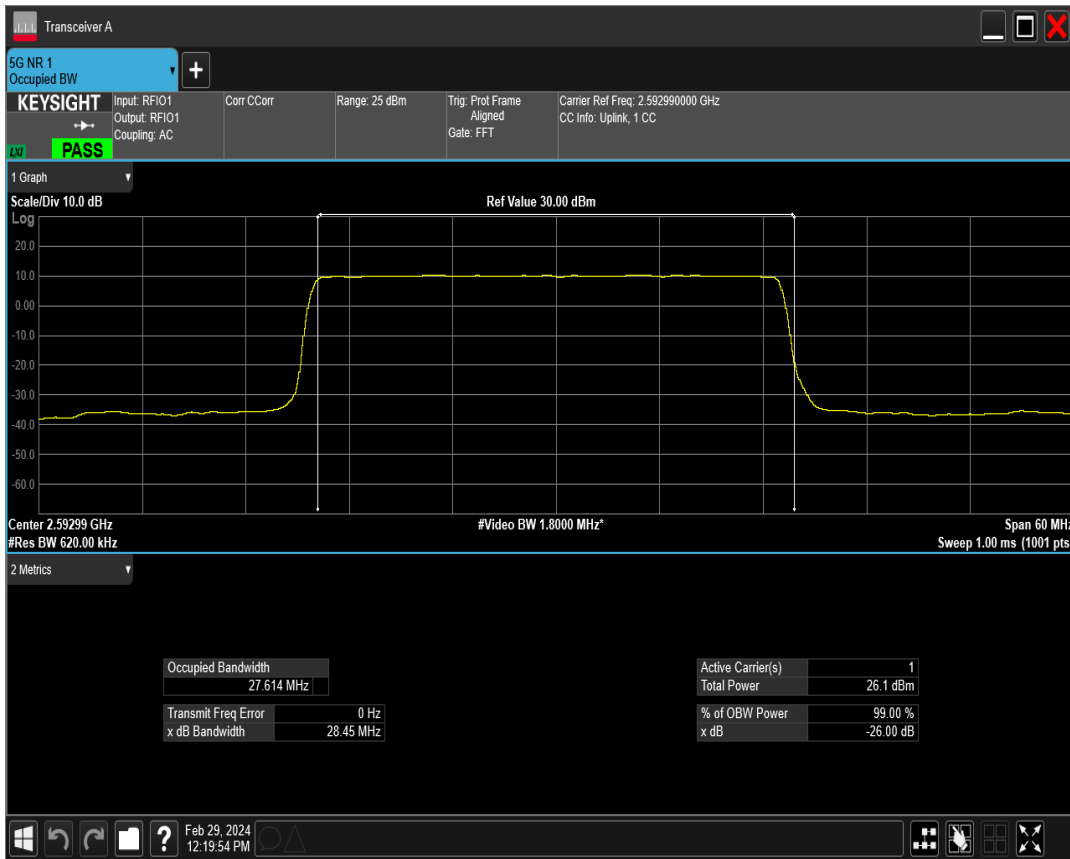 Transceiver A
5G NR 1
Occupied BW
KEYSIGHT
LXI
PASS
Input: RFIO1
Output: RFIO1
Coupling: AC
Corr CCorr
Range: 25 dBm
Trig: Prot Frame
Aligned
Gate: FFT
Carrier Ref Freq: 2.592990000 GHz
CC Info: Uplink, 1 CC
1 Graph
Scale/Div 10.0 dB
Ref Value 30.00 dBm
Log
20.0
10.0
0.00
-10.0
-20.0
-30.0
-40.0
-50.0
-60.0
Center 2.59299 GHz
#Video BW 1.8000 MHz*
Span 60 MHz
#Res BW 620.00 kHz
Sweep 1.00 ms (1001 pts
2 Metrics
Occupied Bandwidth
27.614 MHz
Transmit Freq Error 0 Hz
x dB Bandwidth 28.45 MHz
Active Carrier(s) 1
Total Power 26.1 dBm
% of OBW Power 99.00 %
x dB -26.00 dB
?
Feb 29, 2024
12:19:54 PM